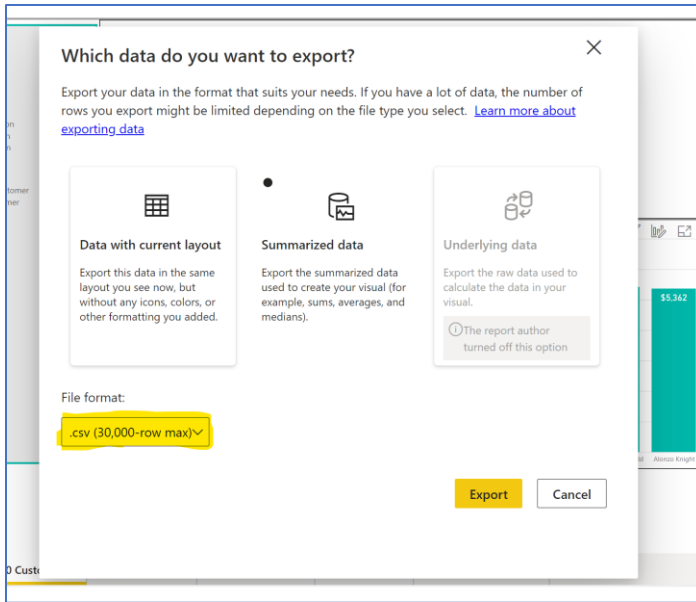 Which data do you want to export?
Export your data in the format that suits your needs. If you have a lot of data, the number of
rows you export might be limited depending on the file type you select. Learn more about
exporting data
Data with current layout
Export this data in the same
layout you see now, but
without any icons, colors, or
other formatting you added.
Summarized data
Export the summarized data
used to create your visual (for
example, sums, averages, and
medians).
Underlying data
Export the raw data used to
calculate the data in your
visual.
The report author
turned off this option
File format:
.csv (30,000-row max)
Export
Cancel
$5,362
Alonzo Knight